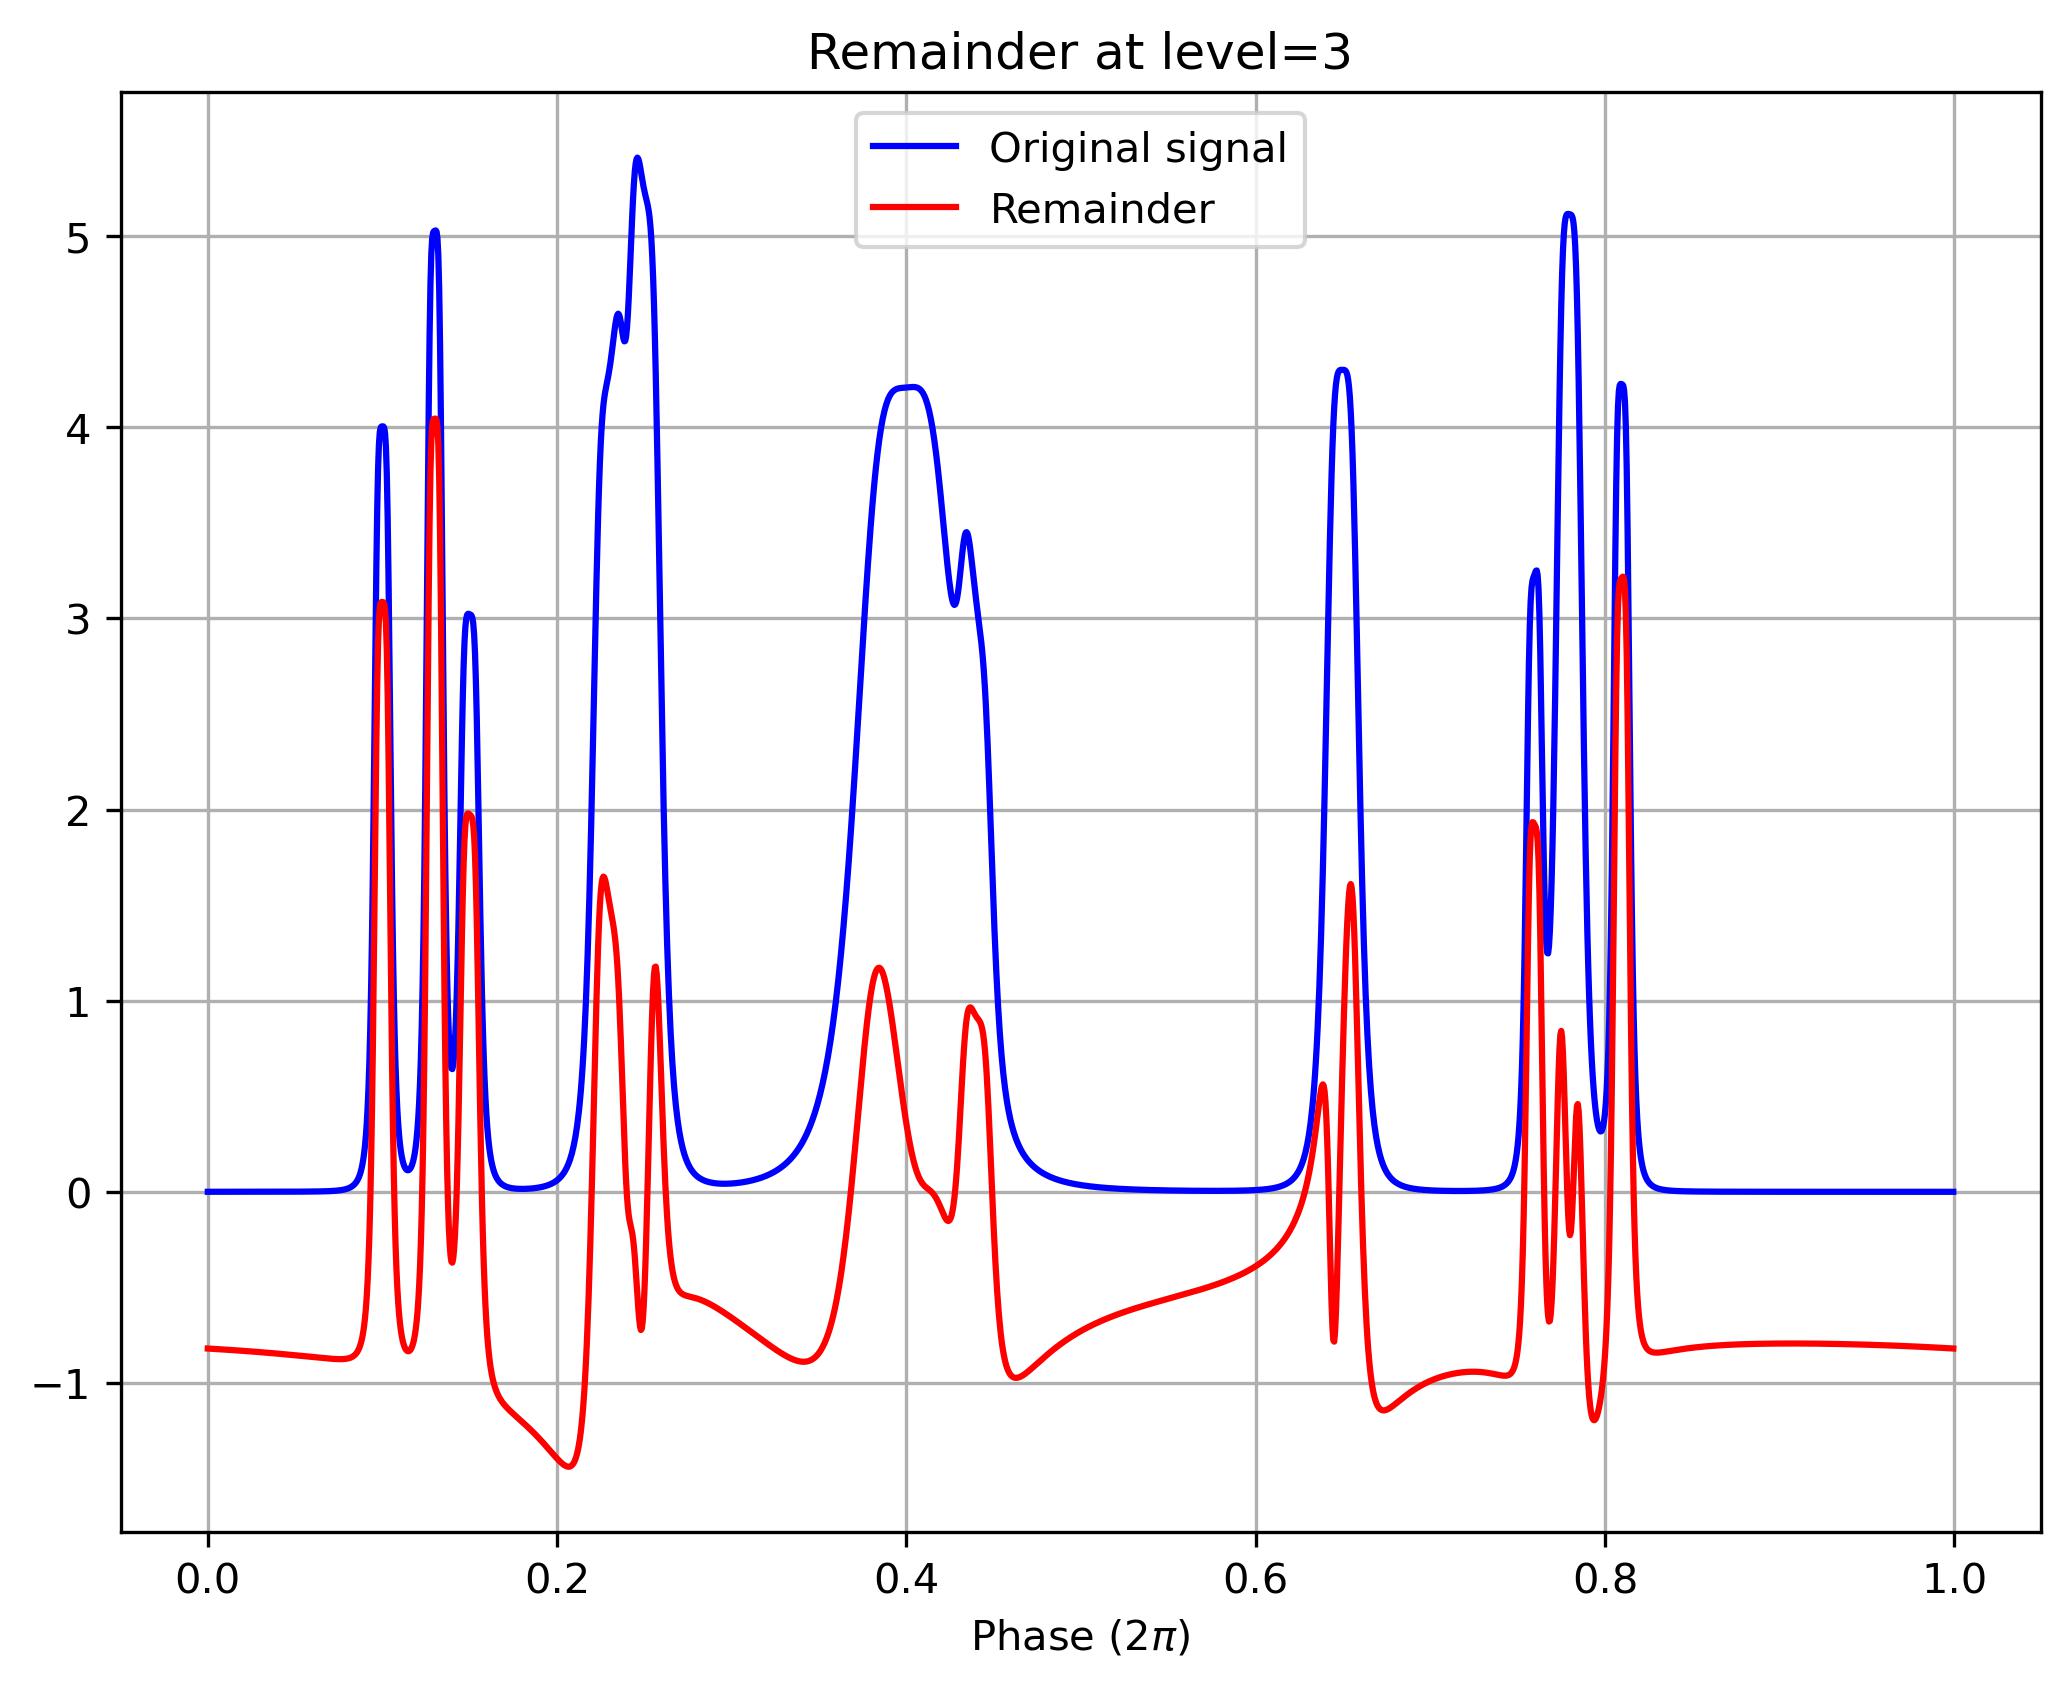 Remainder at level=3
Original signal
Remainder
5
4
3
2
1
0
−1
0.0 0.2 0.4 0.6 0.8 1.0
Phase (2π)